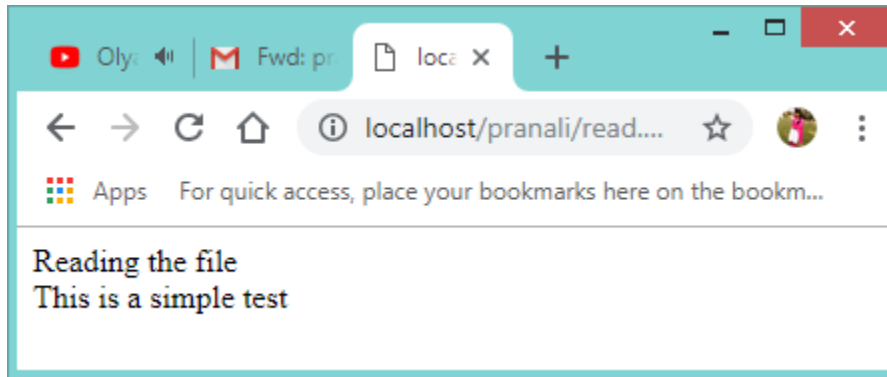 Olya
Fwd: pr
loca
localhost/pranali/read....
Apps For quick access, place your bookmarks here on the bookm...
Reading the file
This is a simple test